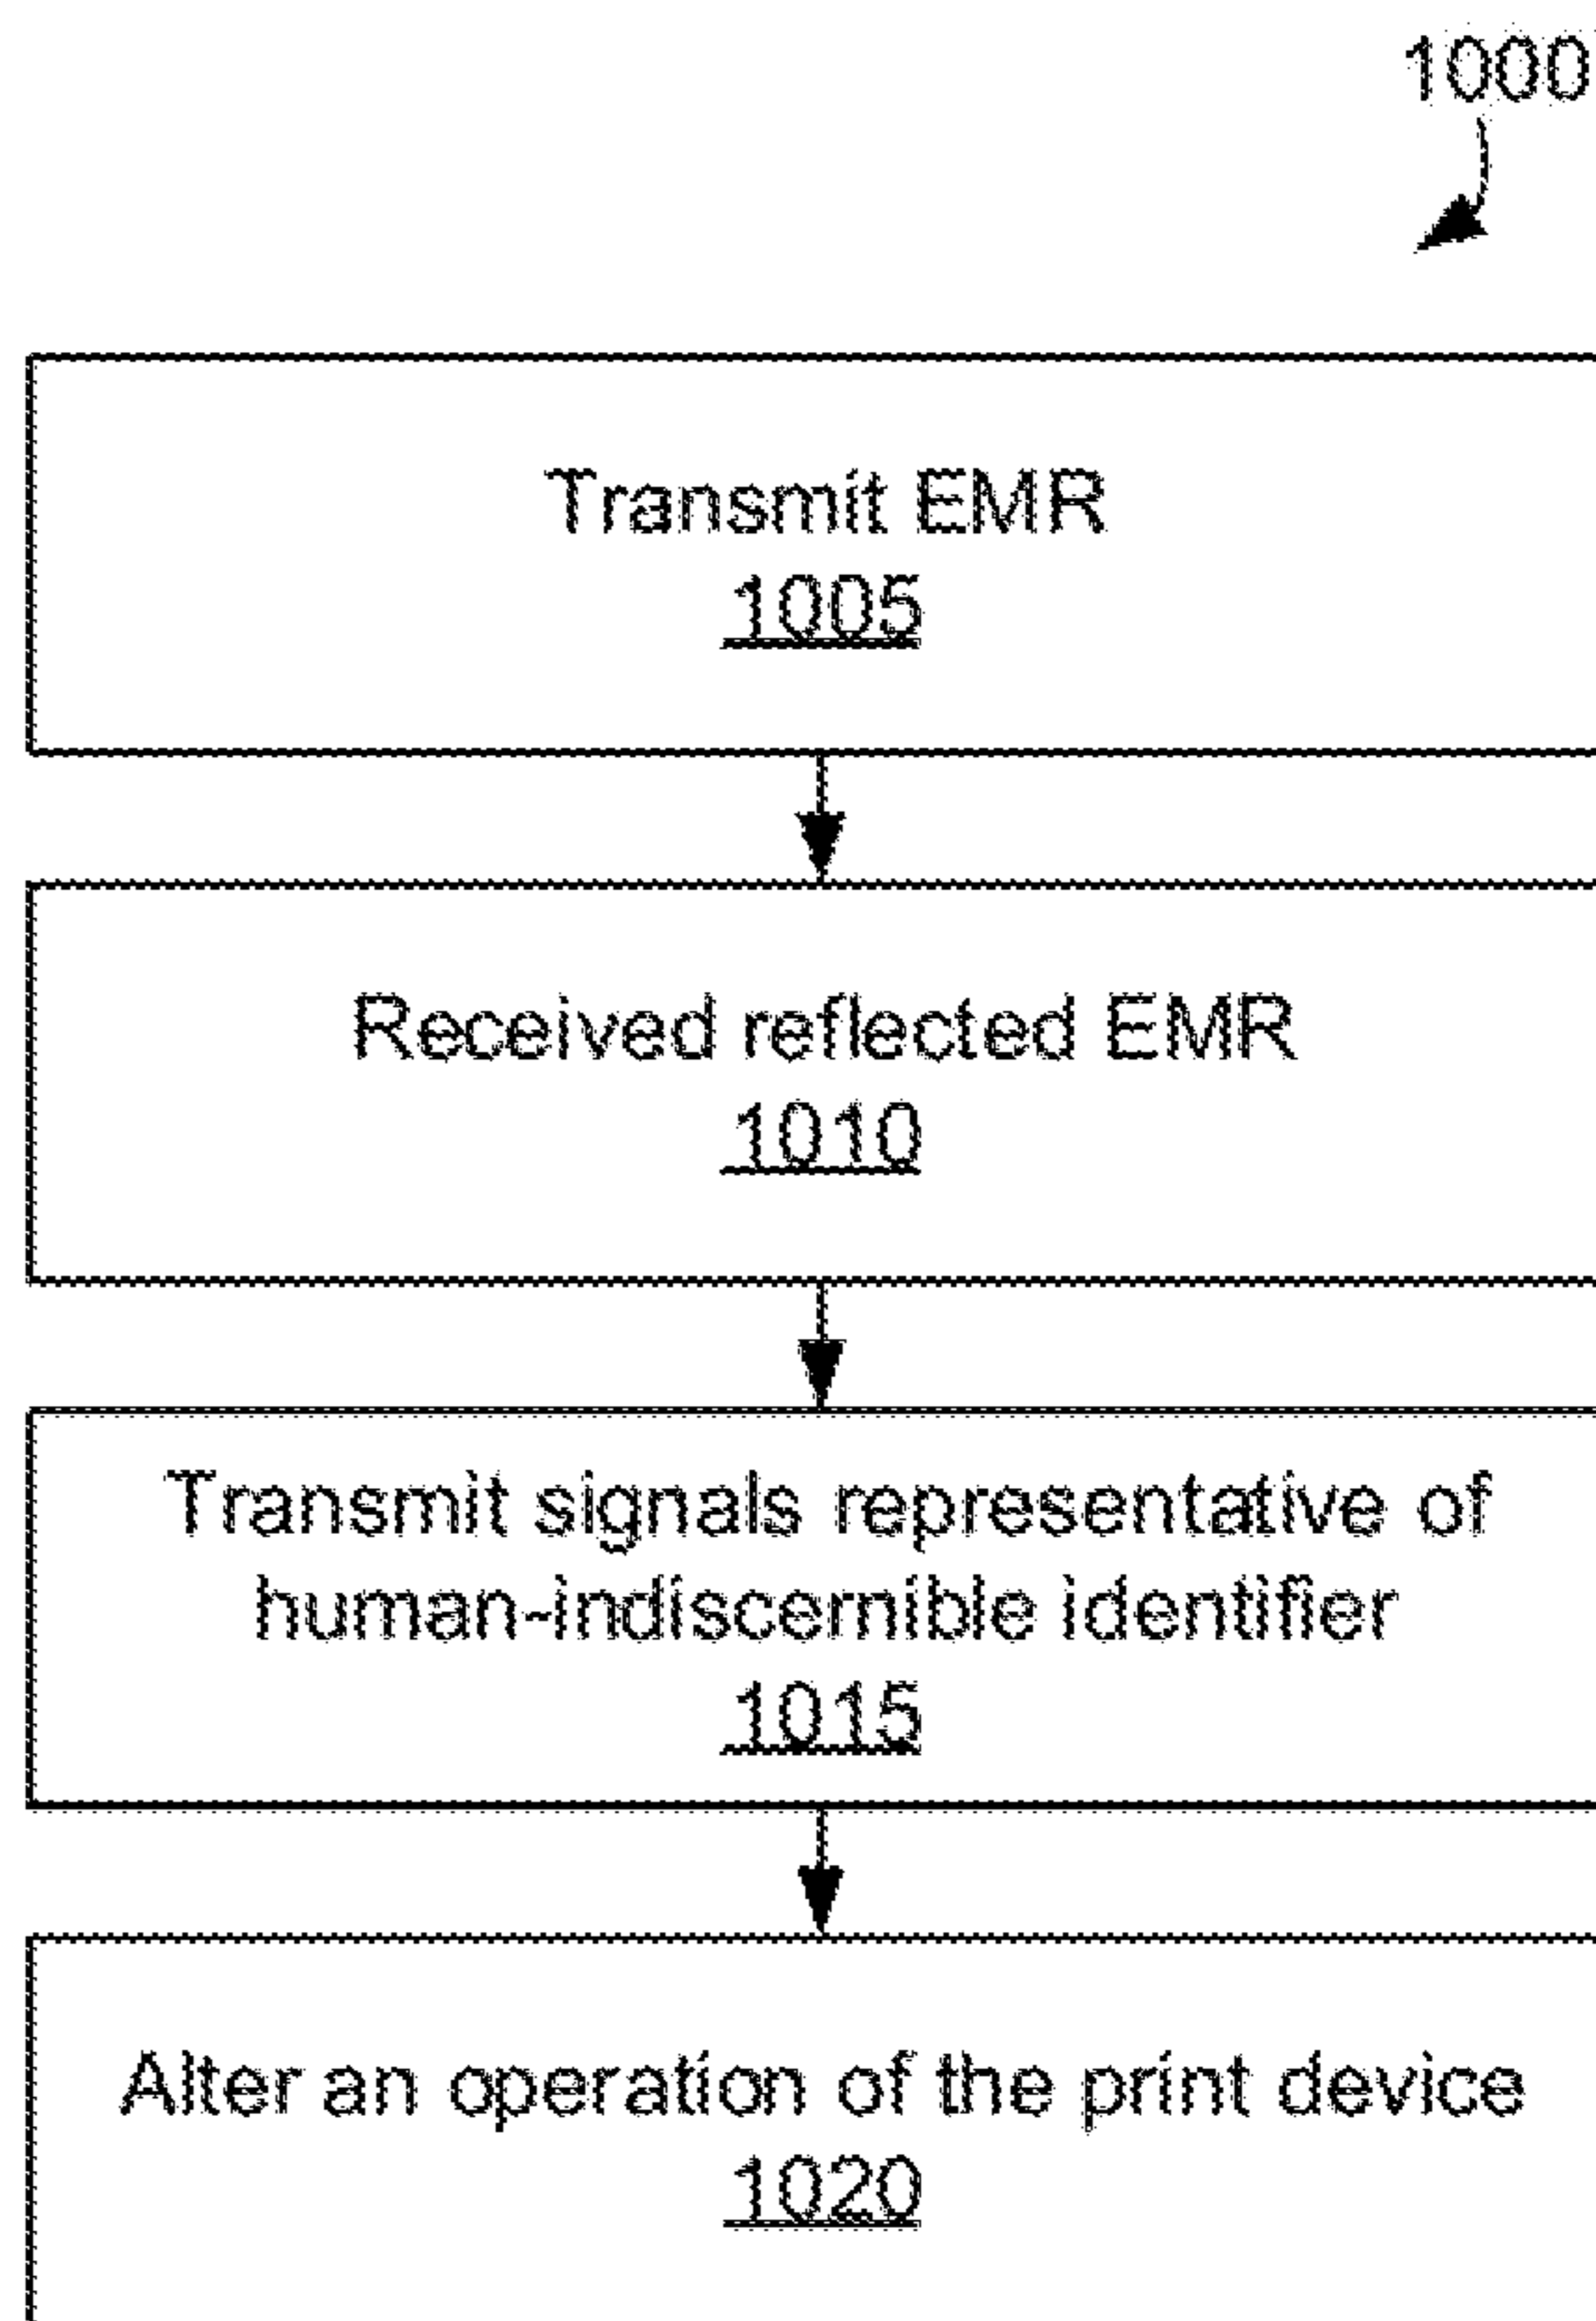 1000
Transmit EMR
1005
Received reflected EMR
1010
Transmit signals representative of
human-indiscernible identifier
1015
Alter an operation of the print device
1020